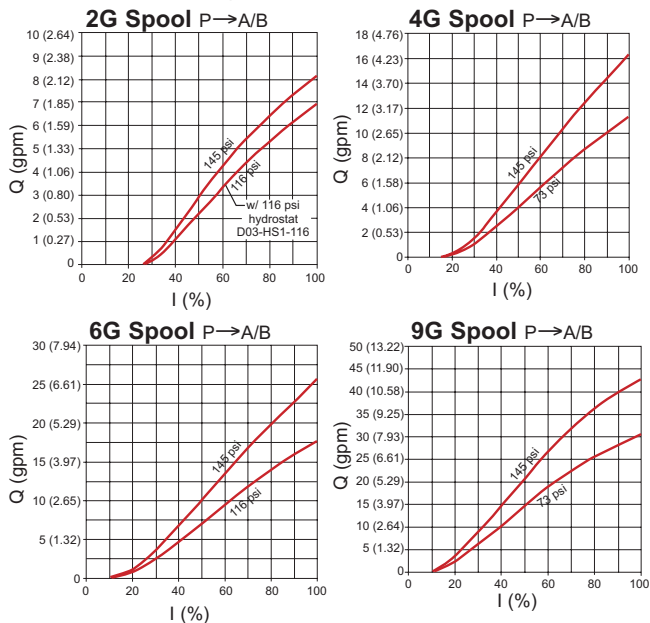 2G Spool P→A/B
10 (2.64)
9 (2.38)
8 (2.12)
7 (1.85)
6 (1.59)
5 (1.33)
4 (1.06)
3 (0.80)
2 (0.53)
1 (0.27)
0
Q (gpm)
145 psi
116 psi
w/ 116 psi
hydrostat
D03-HS1-116
0 20 40 60 80 100
I (%)
4G Spool P→A/B
18 (4.76)
16 (4.23)
14 (3.70)
12 (3.17)
10 (2.65)
8 (2.12)
6 (1.58)
4 (1.06)
2 (0.53)
0
Q (gpm)
145 psi
73 psi
0 20 40 60 80 100
I (%)
6G Spool P→A/B
30 (7.94)
25 (6.61)
20 (5.29)
15 (3.97)
10 (2.65)
5 (1.32)
0
Q (gpm)
145 psi
116 psi
0 20 40 60 80 100
I (%)
9G Spool P→A/B
50 (13.22)
45 (11.90)
40 (10.58)
35 (9.25)
30 (7.93)
25 (6.61)
20 (5.29)
15 (3.97)
10 (2.64)
5 (1.32)
0
Q (gpm)
145 psi
73 psi
0 20 40 60 80 100
I (%)